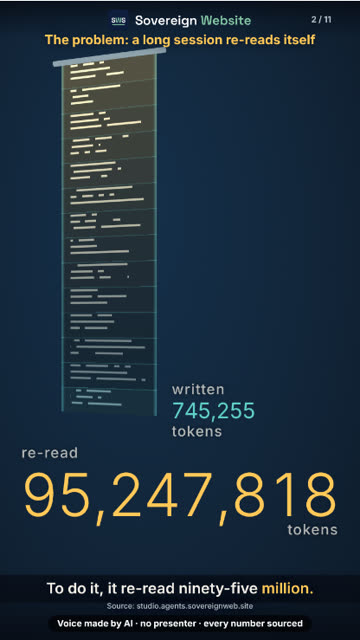 SWS Sovereign Website 2 / 11
The problem: a long session re-reads itself
written
745,255
tokens
re-read
95,247,818
tokens
To do it, it re-read ninety-five million.
Source: studio.agents.sovereignweb.site
Voice made by AI · no presenter · every number sourced